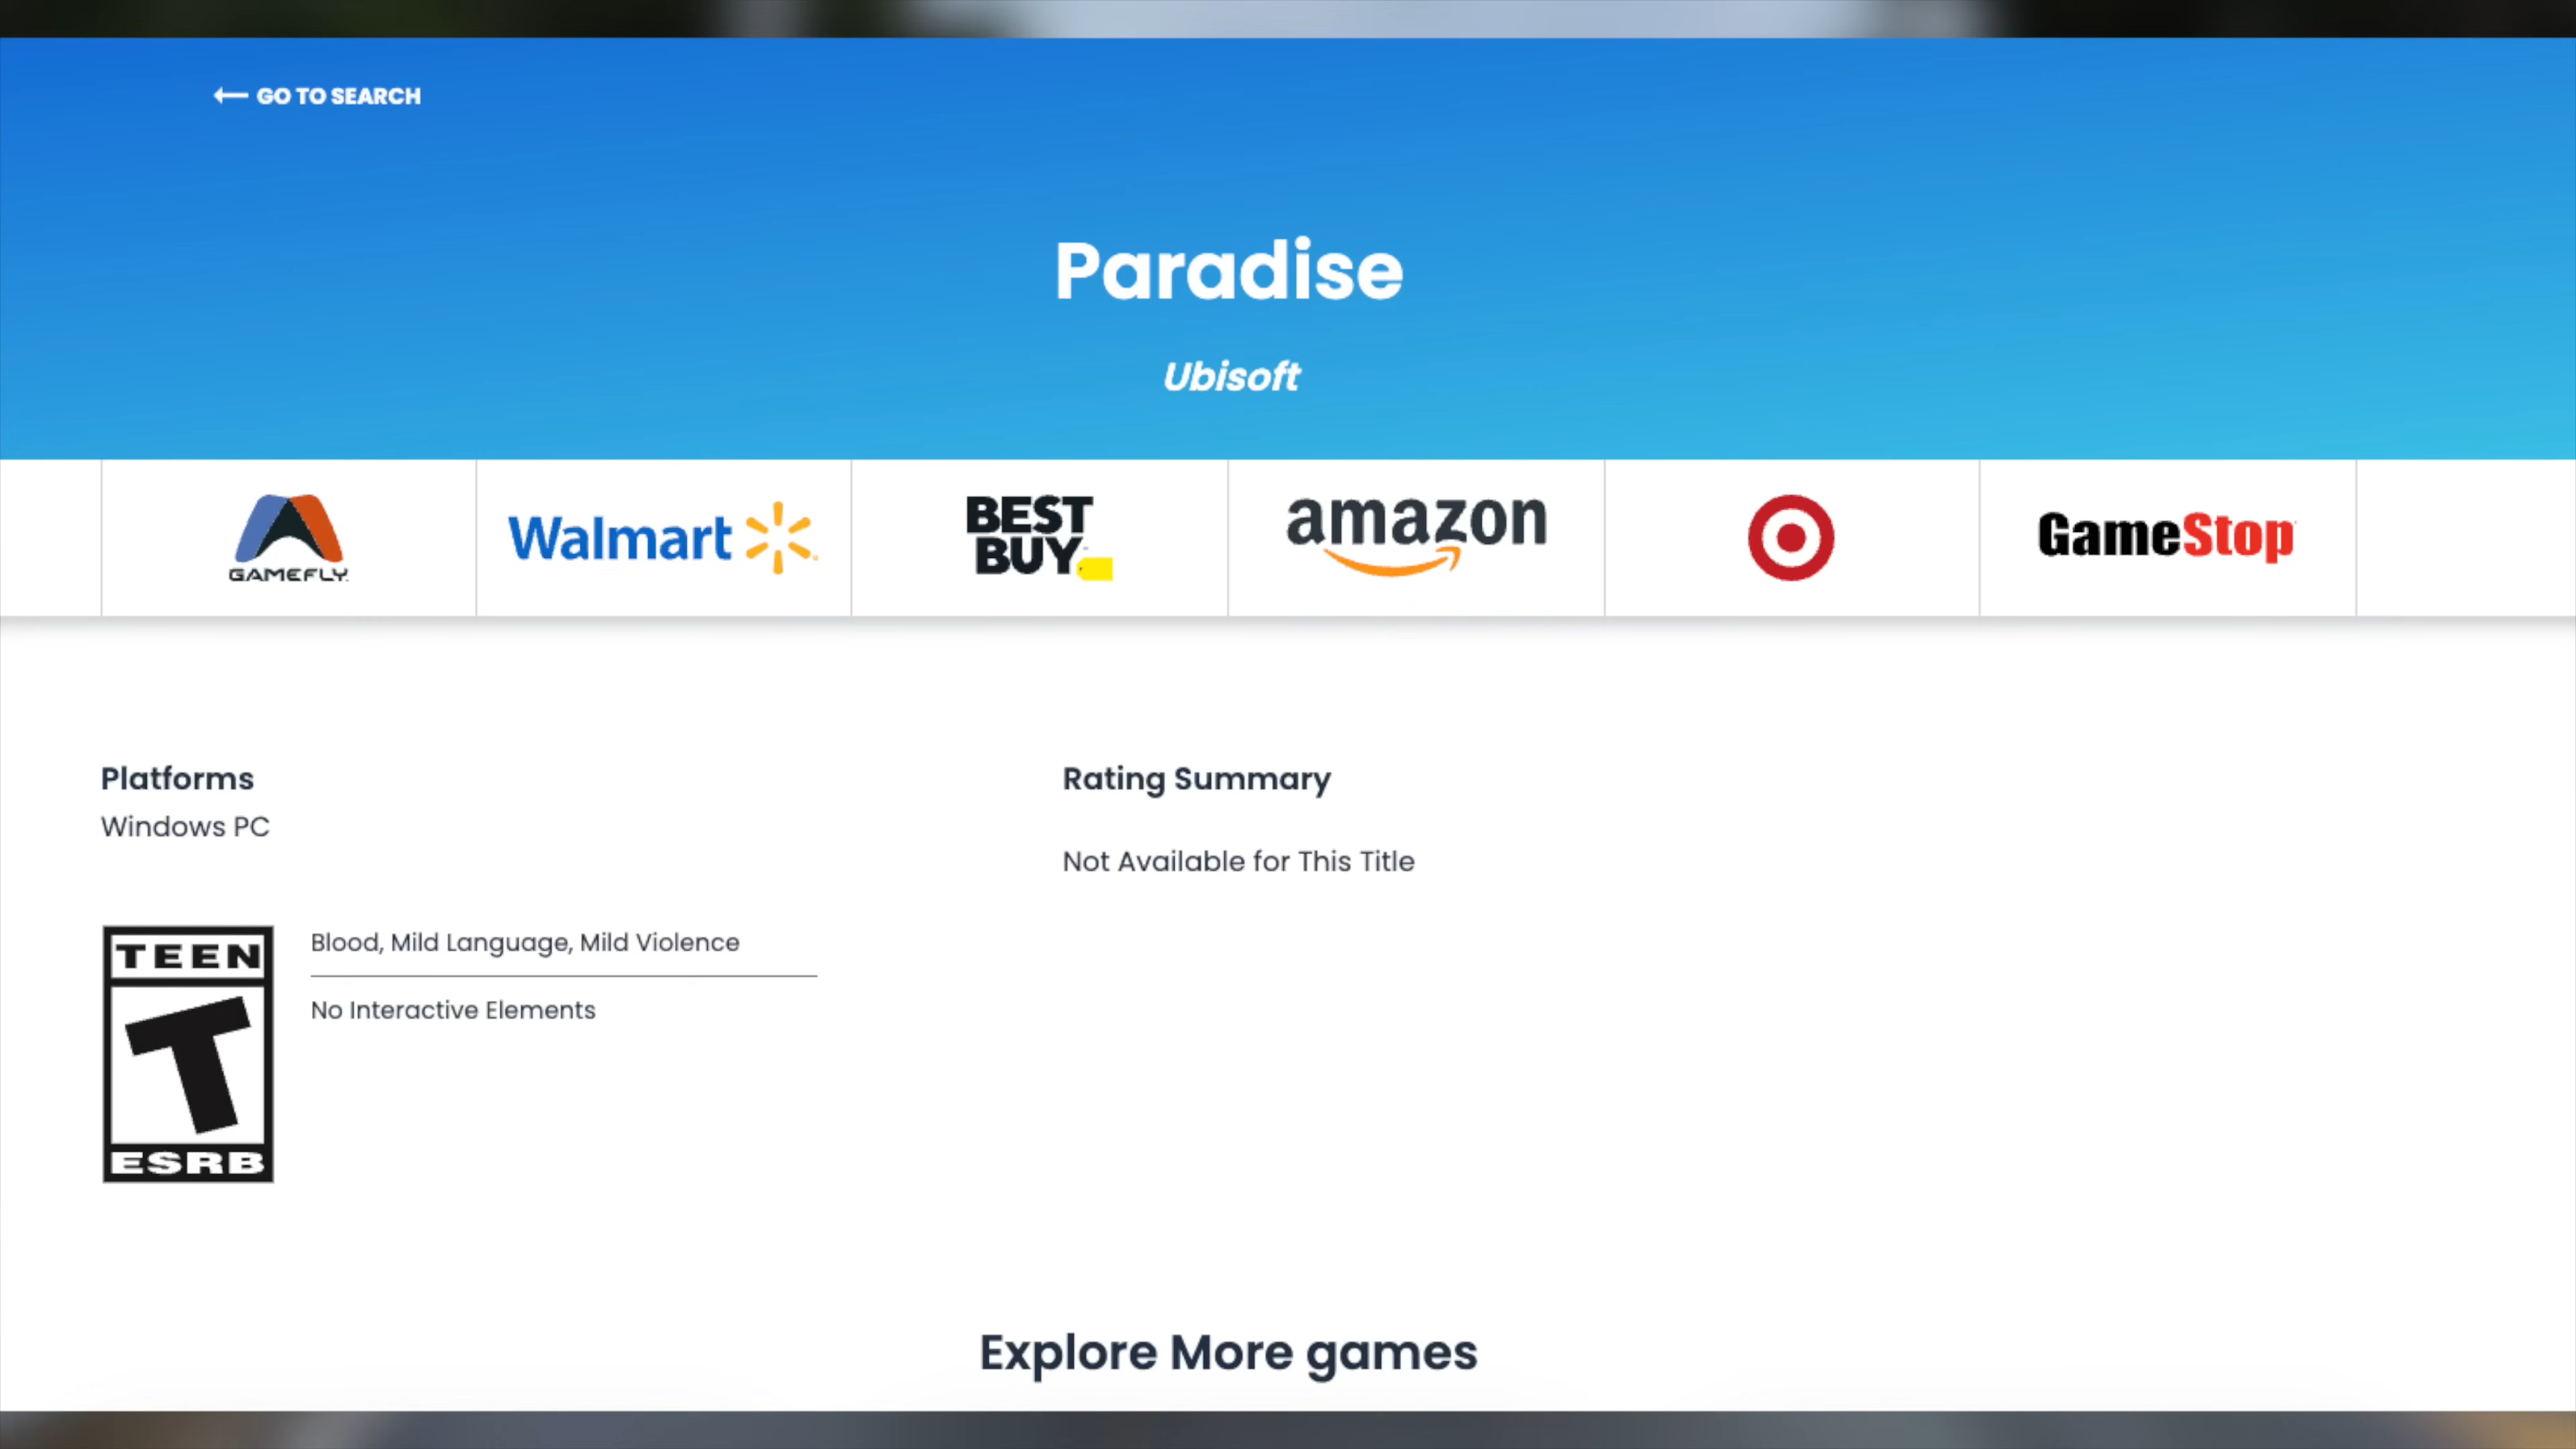 GO TO SEARCH
Paradise
Ubisoft
GAMEFLY
Walmart
BEST
BUY
amazon
GameStop
Platforms
Windows PC
Rating Summary
Not Available for This Title
TEEN
T
ESRB
Blood, Mild Language, Mild Violence
No Interactive Elements
Explore More games